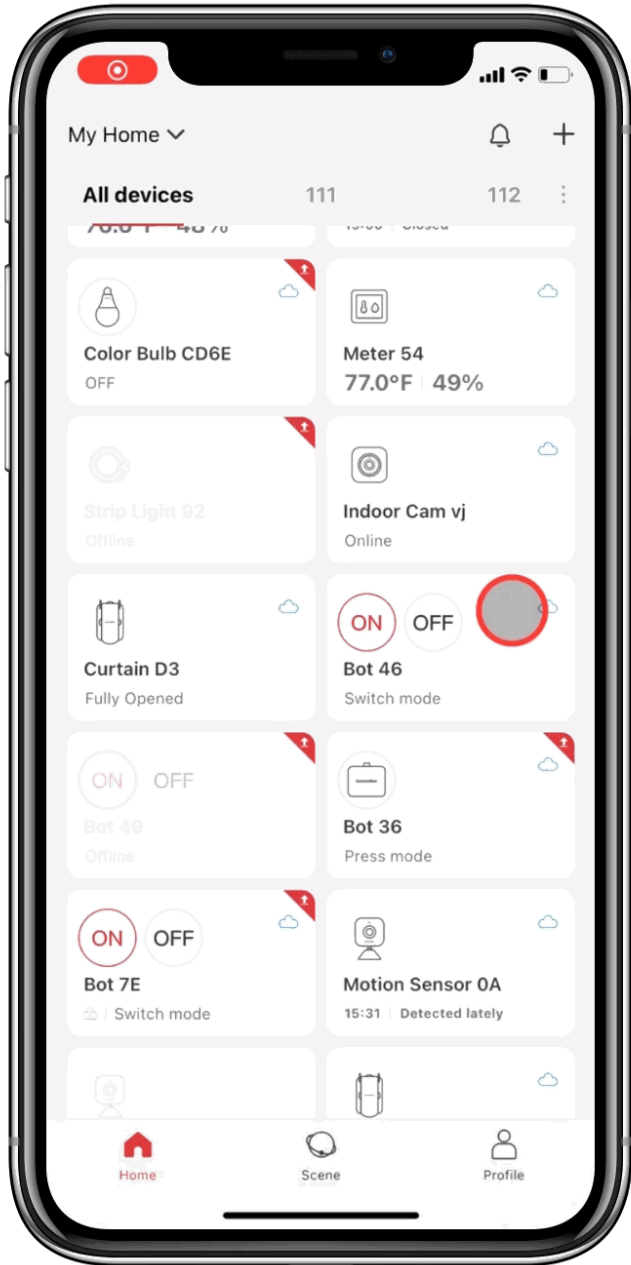 My Home
All devices 111 112
Color Bulb CD6E
OFF
Meter 54
77.0°F 49%
Strip Light 92
Offline
Indoor Cam vj
Online
Curtain D3
Fully Opened
ON OFF
Bot 46
Switch mode
ON OFF
Bot 49
Offline
Bot 36
Press mode
ON OFF
Bot 7E
Switch mode
Motion Sensor 0A
15:31 Detected lately
Home
Scene
Profile